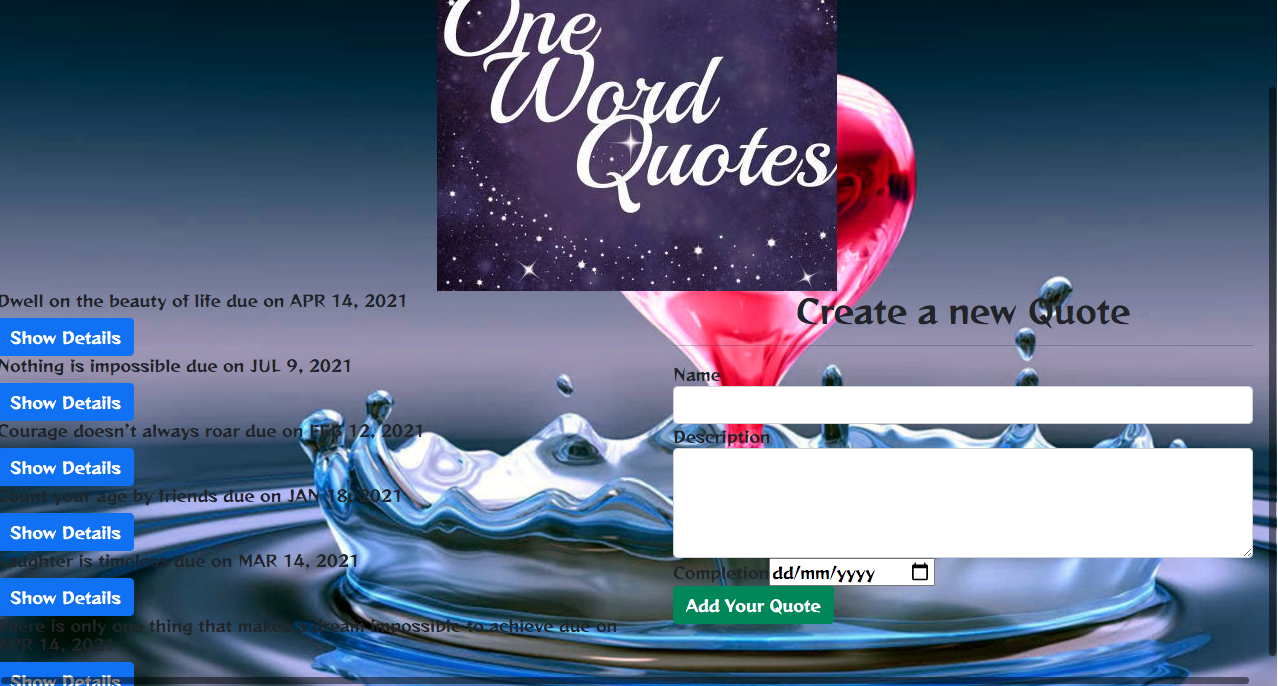 One
Word
Quotes
Dwell on the beauty of life due on APR 14, 2021
Show Details
Nothing is impossible due on JUL 9, 2021
Show Details
Courage doesn't always roar due on FEB 12, 2021
Show Details
Count your age by friends due on JAN 18, 2021
Show Details
Laughter is timeless due on MAR 14, 2021
Show Details
There is only one thing that makes a dream impossible to achieve due on
APR 14, 2021
Show Details
Create a new Quote
Name
Description
Completion dd/mm/yyyy
Add Your Quote